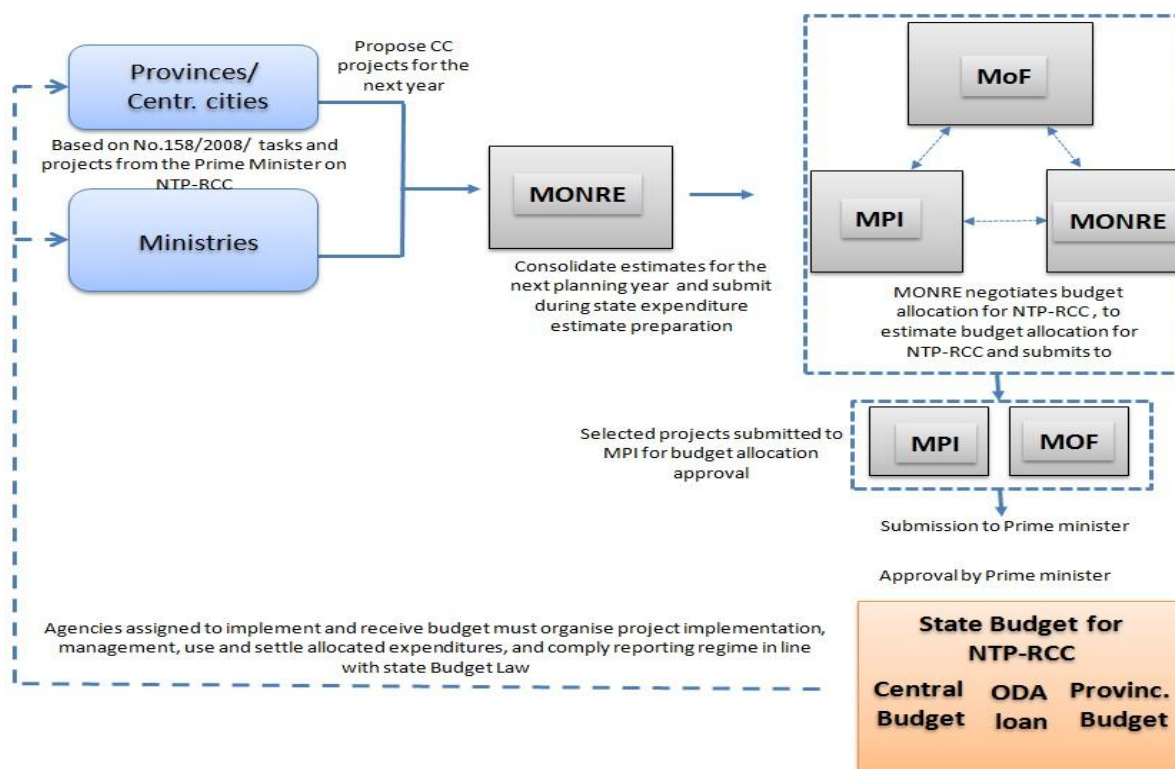 Provinces/
Centr. cities
Propose CC
projects for the
next year
Based on No.158/2008/ tasks and
projects from the Prime Minister on
NTP-RCC
Ministries
MONRE
Consolidate estimates for the
next planning year and submit
during state expenditure
estimate preparation
MoF
MPI
MONRE
MONRE negotiates budget
allocation for NTP-RCC , to
estimate budget allocation for
NTP-RCC and submits to
Selected projects submitted to
MPI for budget allocation
approval
MPI
MOF
Submission to Prime minister
Approval by Prime minister
Agencies assigned to implement and receive budget must organise project implementation,
management, use and settle allocated expenditures, and comply reporting regime in line
with state Budget Law
State Budget for
NTP-RCC
Central
Budget
ODA
loan
Provinc.
Budget